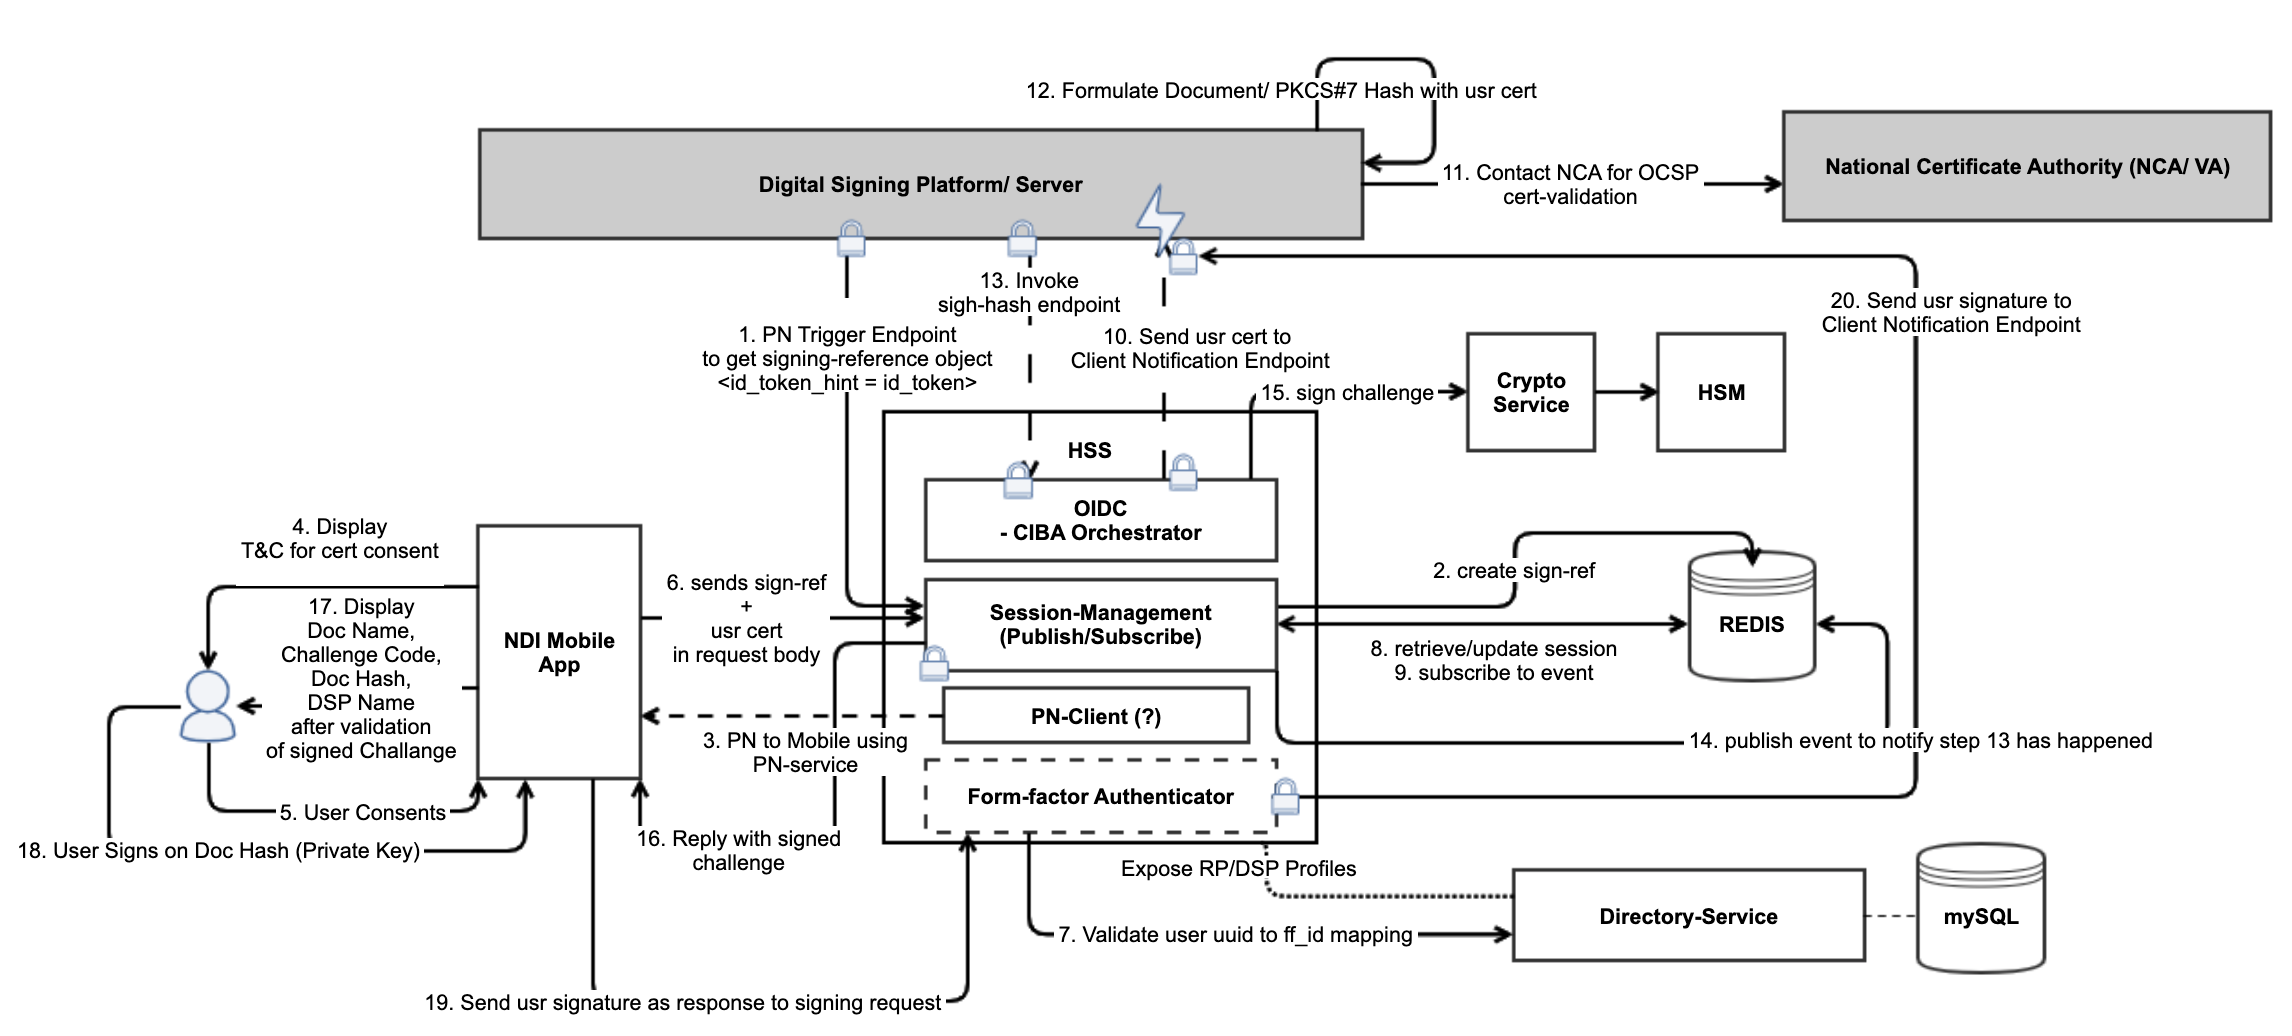 12. Formulate Document/ PKCS#7 Hash with usr cert
Digital Signing Platform/ Server
11. Contact NCA for OCSP
cert-validation
National Certificate Authority (NCA/ VA)
13. Invoke
sigh-hash endpoint
1. PN Trigger Endpoint
to get signing-reference object
<id_token_hint = id_token>
10. Send usr cert to
Client Notification Endpoint
20. Send usr signature to
Client Notification Endpoint
15. sign challenge
Crypto
Service
HSM
HSS
OIDC
- CIBA Orchestrator
4. Display
T&C for cert consent
17. Display
Doc Name,
Challenge Code,
Doc Hash,
DSP Name
after validation
of signed Challange
NDI Mobile
App
6. sends sign-ref
+
usr cert
in request body
Session-Management
(Publish/Subscribe)
2. create sign-ref
REDIS
8. retrieve/update session
9. subscribe to event
PN-Client (?)
3. PN to Mobile using
PN-service
14. publish event to notify step 13 has happened
Form-factor Authenticator
5. User Consents
18. User Signs on Doc Hash (Private Key)
16. Reply with signed
challenge
Expose RP/DSP Profiles
7. Validate user uuid to ff_id mapping
Directory-Service
mySQL
19. Send usr signature as response to signing request